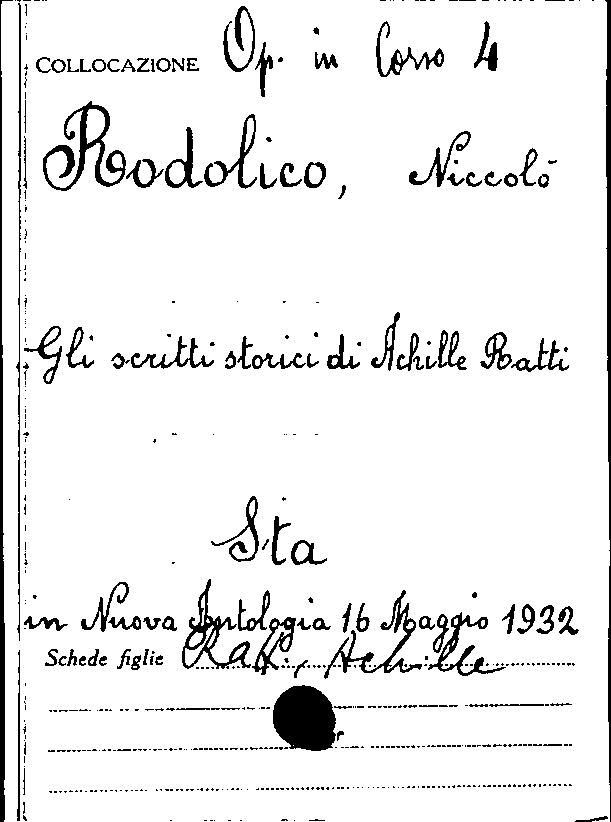 COLLOCAZIONE Op. in Corso 4
Rodolico, Niccolò
Gli scritti storici di Achille Ratti
Sta
in Nuova Antologia 16 Maggio 1932
Schede figlie Achille